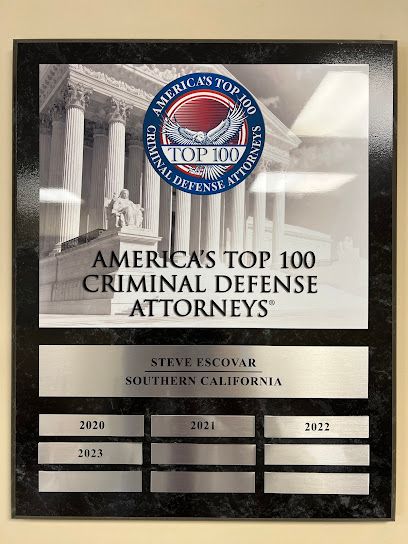 AMERICA'S TOP 100
TOP 100
CRIMINAL DEFENSE ATTORNEYS
AMERICA'S TOP 100
CRIMINAL DEFENSE
ATTORNEYS®
STEVE ESCOVAR
SOUTHERN CALIFORNIA
2020 2021 2022
2023